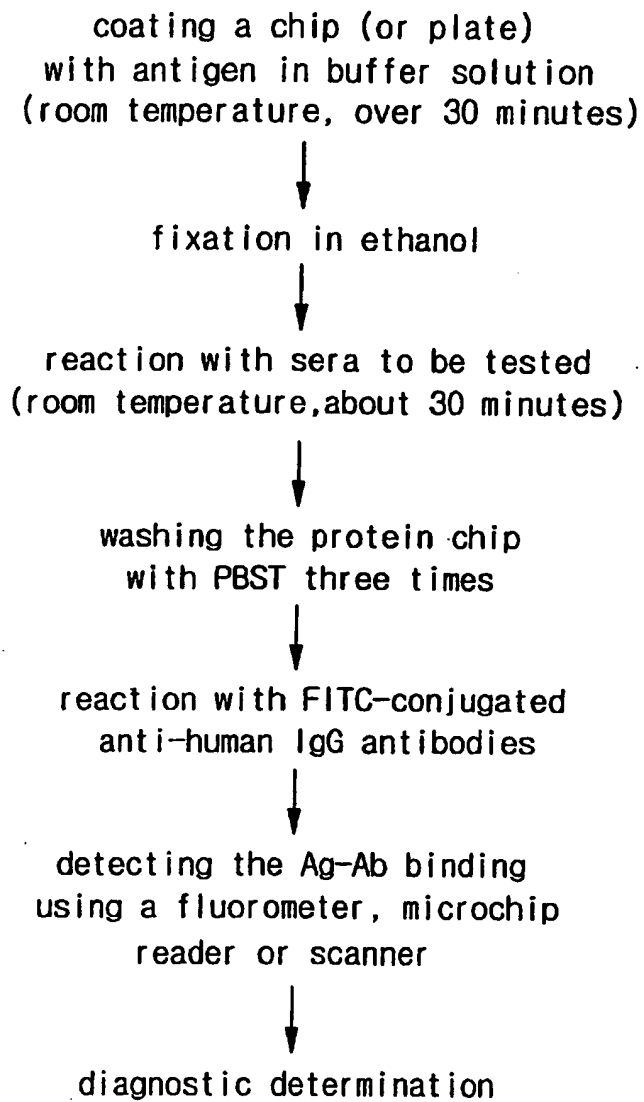 coating a chip (or plate)
with antigen in buffer solution
(room temperature, over 30 minutes)
fixation in ethanol
reaction with sera to be tested
(room temperature,about 30 minutes)
washing the protein chip
with PBST three times
reaction with FITC-conjugated
anti-human IgG antibodies
detecting the Ag-Ab binding
using a fluorometer, microchip
reader or scanner
diagnostic determination